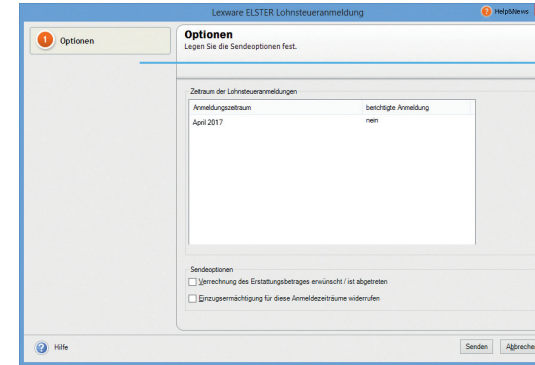 Lexware ELSTER Lohnsteueranmeldung
? Help&News
1 Optionen
Optionen
Legen Sie die Sendeoptionen fest.
Zeitraum der Lohnsteueranmeldungen
Anmeldungszeitraum berichtigte Anmeldung
April 2017 nein
Sendeoptionen
Verrechnung des Erstattungsbetrages erwünscht / ist abgetreten
Einzugsermächtigung für diese Anmeldezeiträume widerrufen
? Hilfe
Senden Abbreche